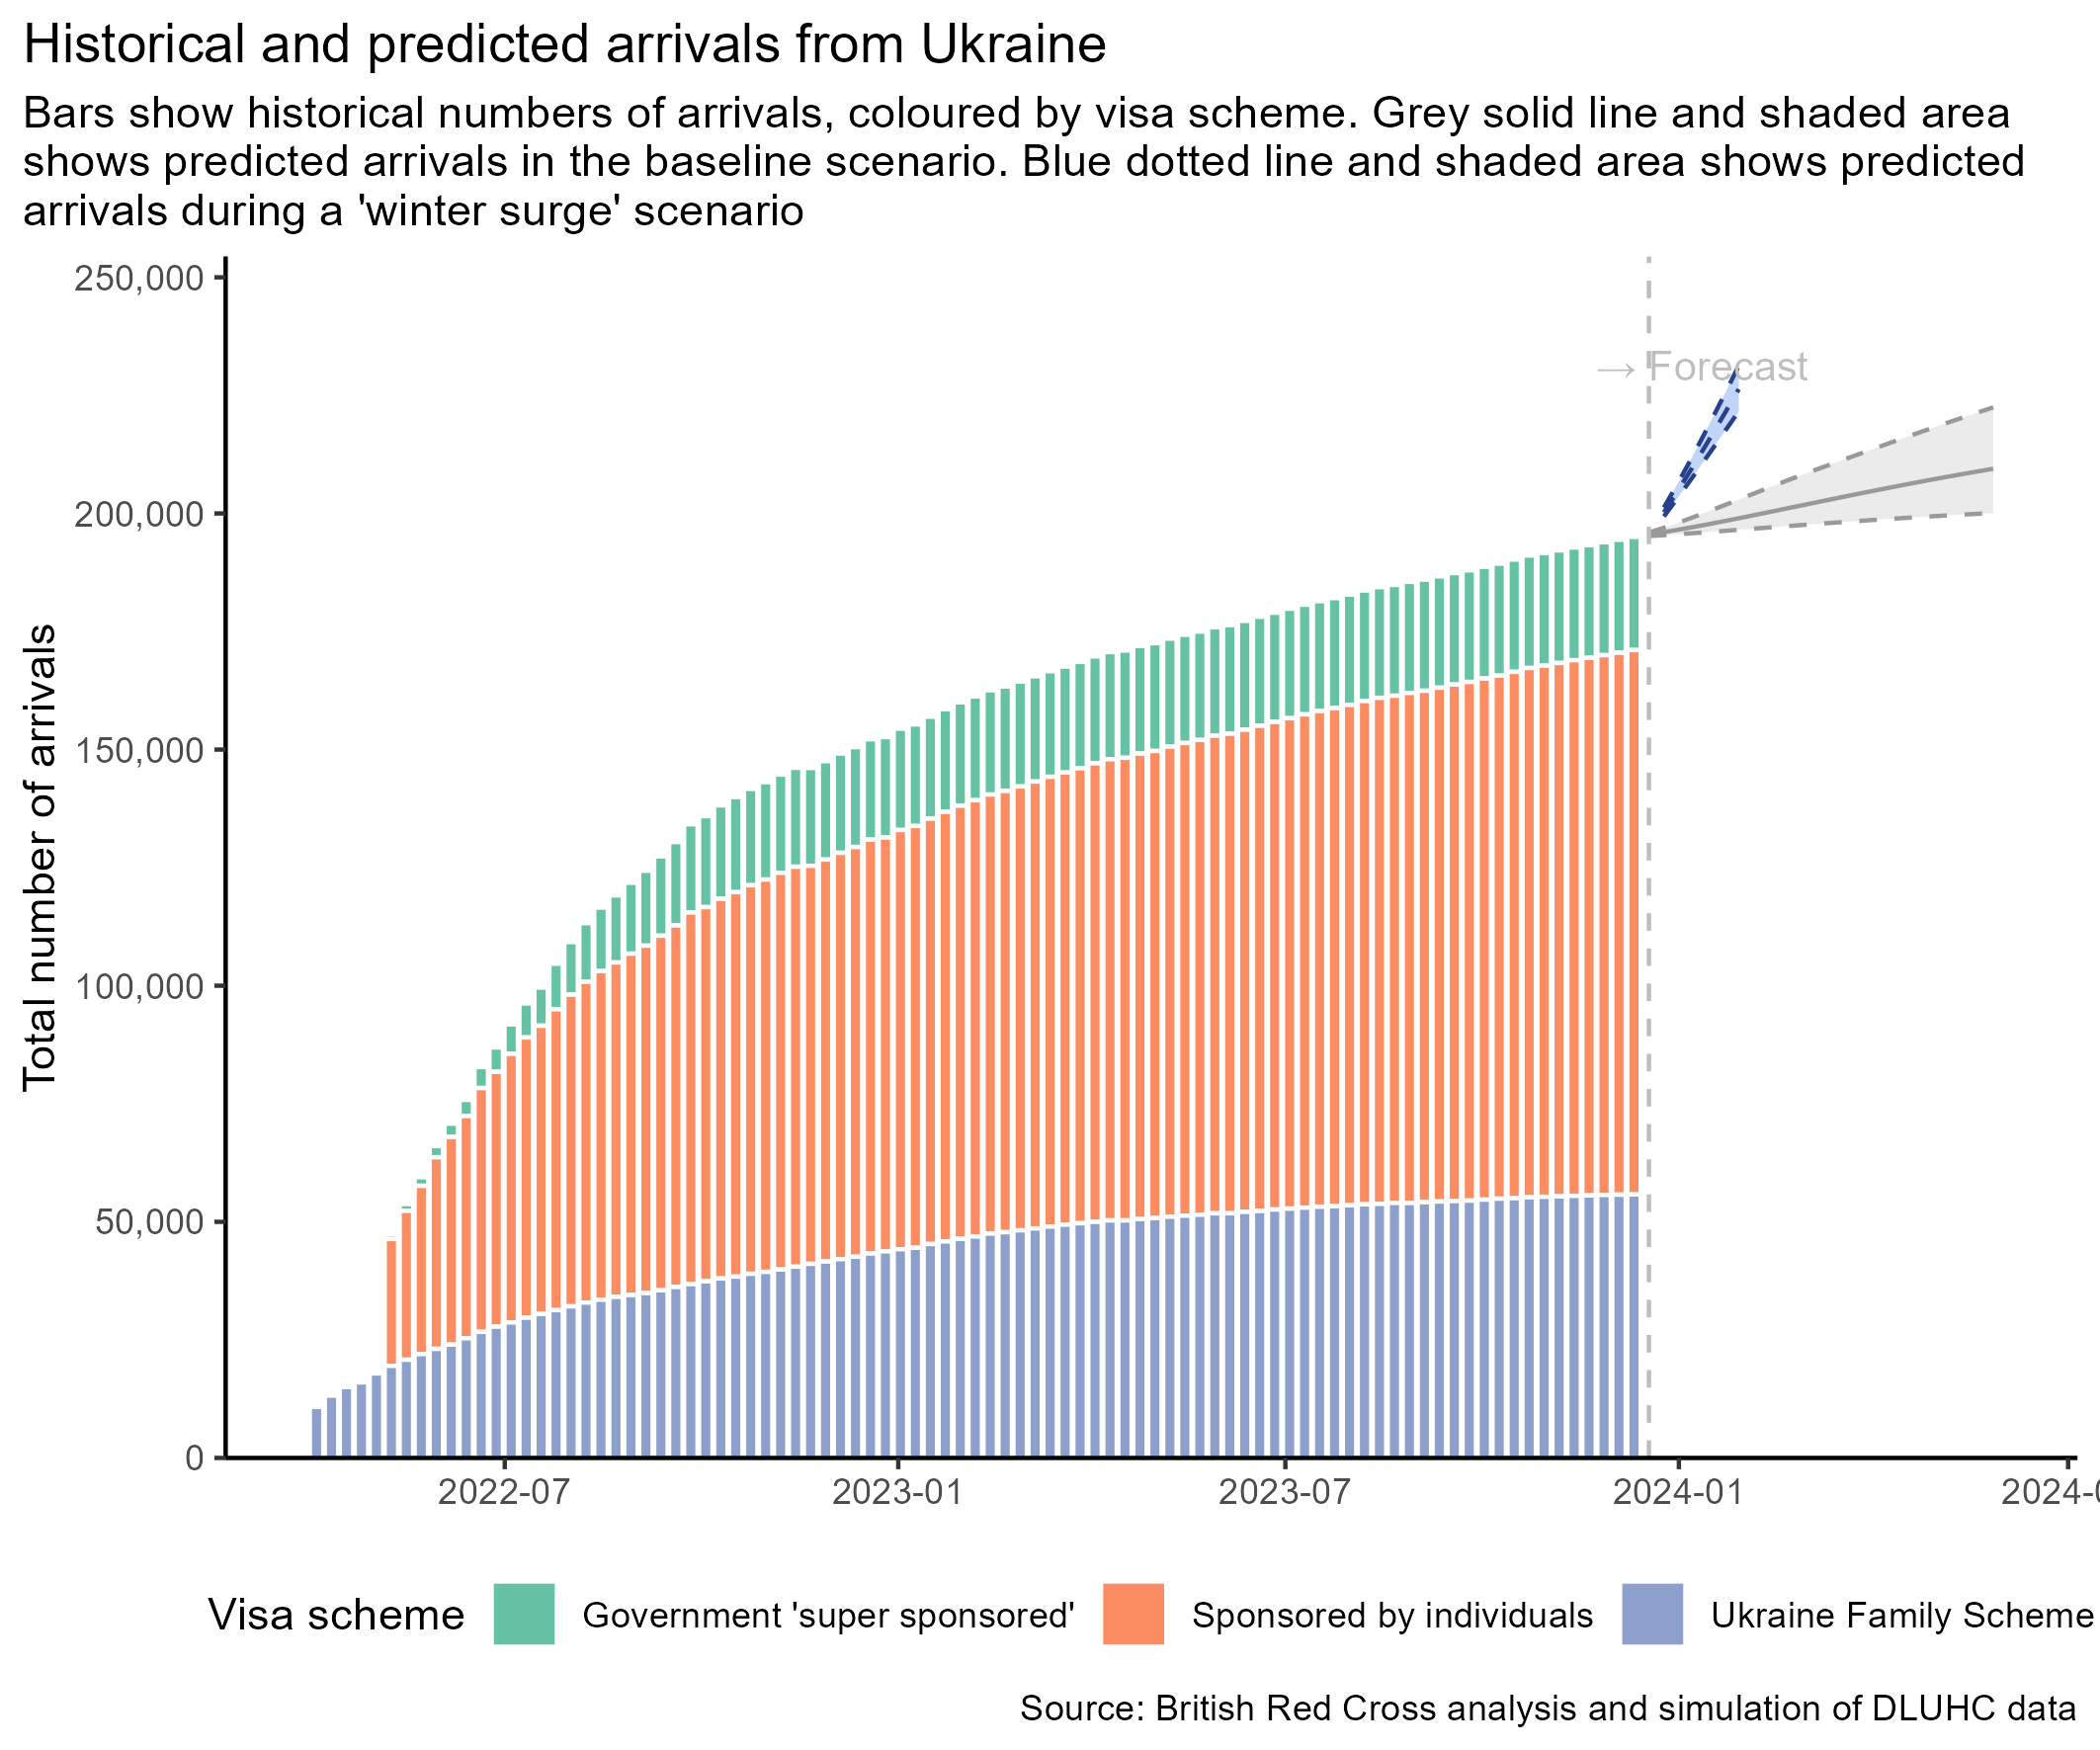 Historical and predicted arrivals from Ukraine
Bars show historical numbers of arrivals, coloured by visa scheme. Grey solid line and shaded area
shows predicted arrivals in the baseline scenario. Blue dotted line and shaded area shows predicted
arrivals during a 'winter surge' scenario
250,000
→ Forecast
200,000
150,000
100,000
50,000
0
Total number of arrivals
2022-07
2023-01
2023-07
2024-01
2024-0
Visa scheme
Government 'super sponsored'
Sponsored by individuals
Ukraine Family Scheme
Source: British Red Cross analysis and simulation of DLUHC data